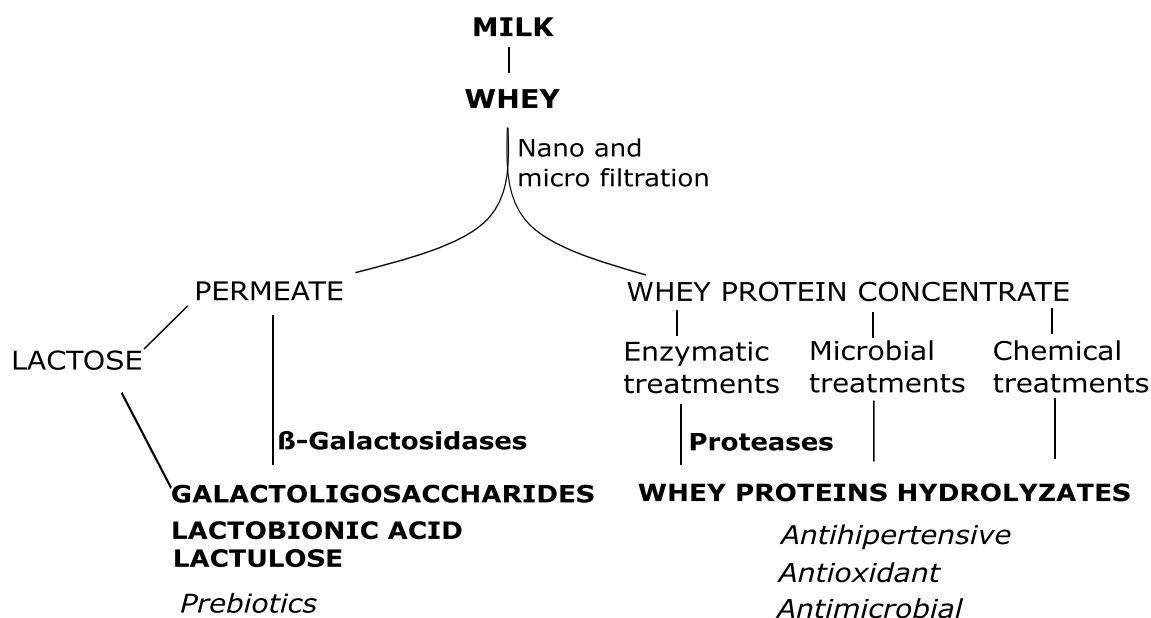 MILK
WHEY
Nano and
micro filtration
PERMEATE
WHEY PROTEIN CONCENTRATE
LACTOSE
Enzymatic
treatments
Microbial
treatments
Chemical
treatments
ß-Galactosidases
Proteases
GALACTOLIGOSACCHARIDES
LACTOBIONIC ACID
LACTULOSE
Prebiotics
WHEY PROTEINS HYDROLYZATES
Antihipertensive
Antioxidant
Antimicrobial